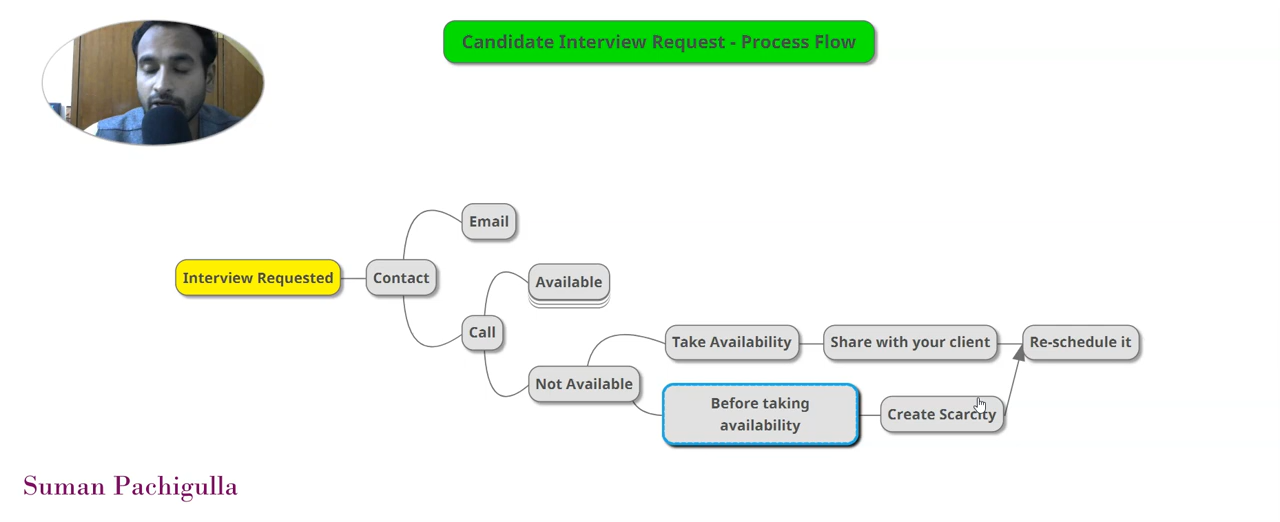 Candidate Interview Request - Process Flow
Email
Interview Requested
Contact
Available
Call
Take Availability
Share with your client
Re-schedule it
Not Available
Before taking
availability
Create Scarcity
Suman Pachigulla